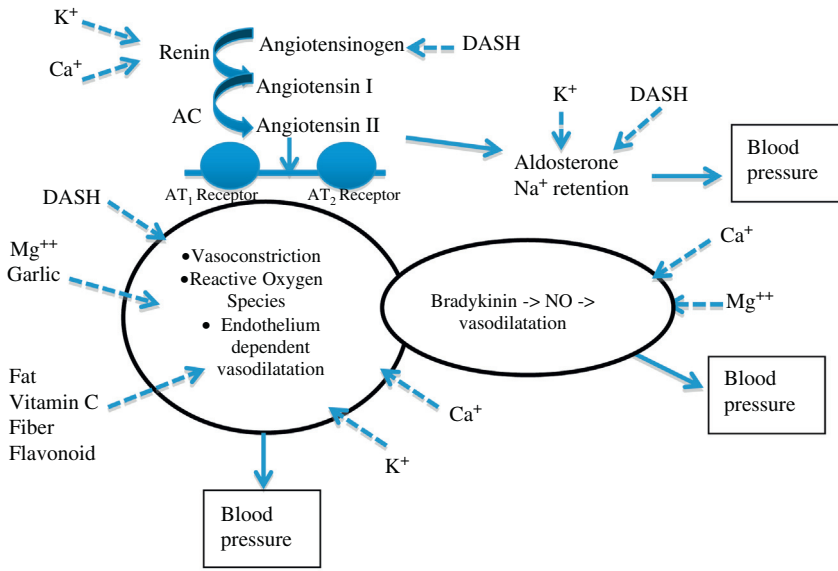 K⁺
Ca⁺
Renin
Angiotensinogen
DASH
Angiotensin I
AC
Angiotensin II
K⁺
DASH
Aldosterone
Na⁺ retention
Blood
pressure
AT₁ Receptor
AT₂ Receptor
DASH
Mg⁺⁺
Garlic
•Vasoconstriction
•Reactive Oxygen
Species
• Endothelium
dependent
vasodilatation
Bradykinin -> NO ->
vasodilatation
Ca⁺
Mg⁺⁺
Fat
Vitamin C
Fiber
Flavonoid
Ca⁺
K⁺
Blood
pressure
Blood
pressure